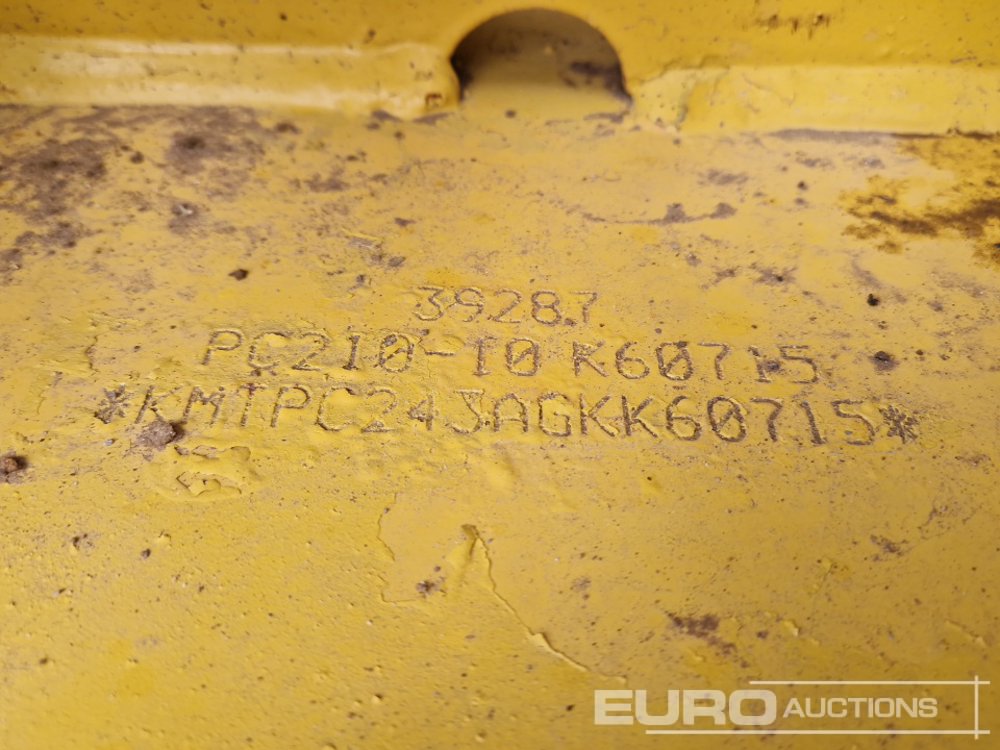 39287
PC210-10 K60715
*KMTPC243AGKK60715*
EURO AUCTIONS